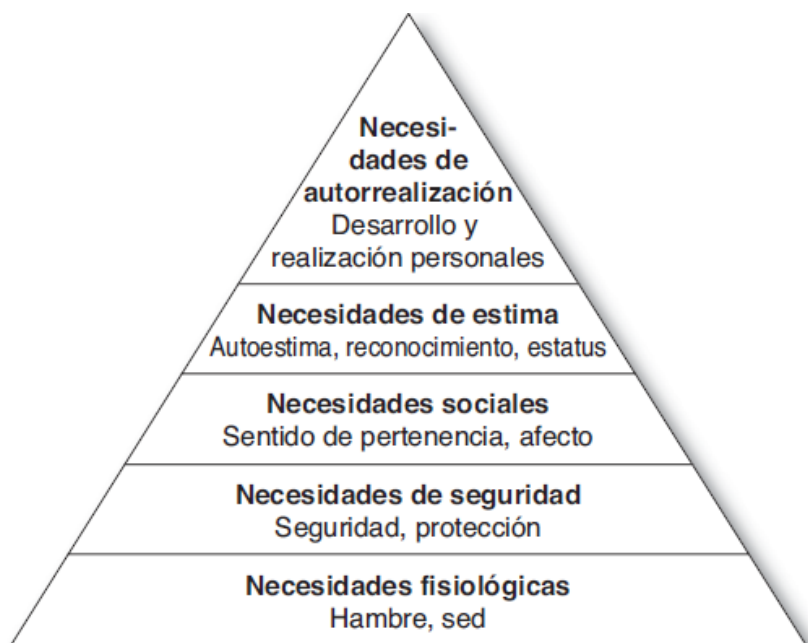 Necesi-
dades de
autorrealización
Desarrollo y
realización personales
Necesidades de estima
Autoestima, reconocimiento, estatus
Necesidades sociales
Sentido de pertenencia, afecto
Necesidades de seguridad
Seguridad, protección
Necesidades fisiológicas
Hambre, sed